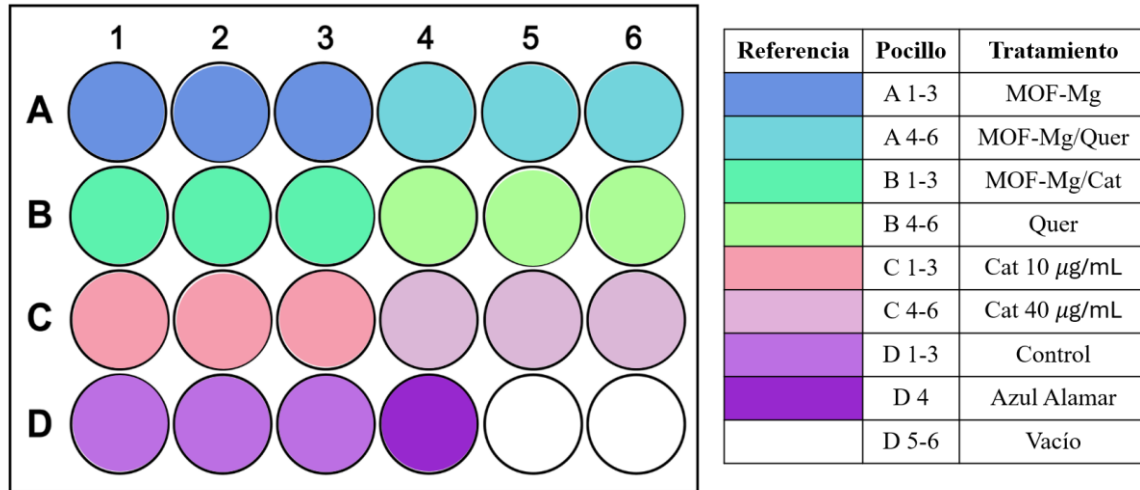 1 2 3 4 5 6
A
B
C
D
Referencia Pocillo Tratamiento
A 1-3 MOF-Mg
A 4-6 MOF-Mg/Quer
B 1-3 MOF-Mg/Cat
B 4-6 Quer
C 1-3 Cat 10 𝜇g/mL
C 4-6 Cat 40 𝜇g/mL
D 1-3 Control
D 4 Azul Alamar
D 5-6 Vacío